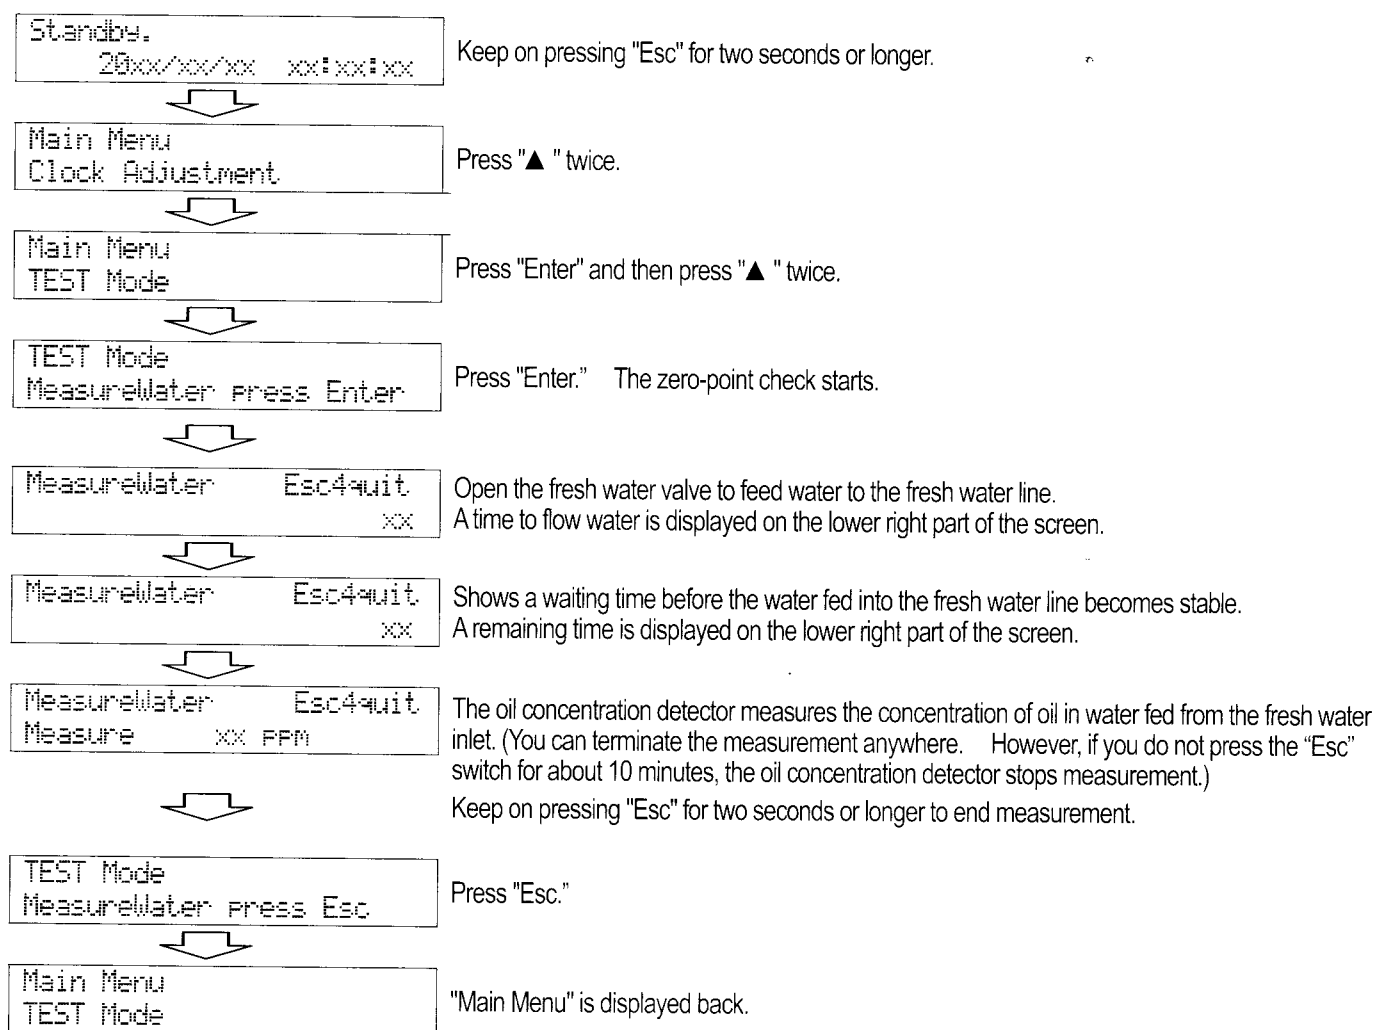 Standby.
20xx/xx/xx xx:xx:xx
Keep on pressing "Esc" for two seconds or longer.
Main Menu
Clock Adjustment
Press "▲ " twice.
Main Menu
TEST Mode
Press "Enter" and then press "▲ " twice.
TEST Mode
MeasureWater press Enter
Press "Enter.” The zero-point check starts.
MeasureWater Esc4quit
xx
Open the fresh water valve to feed water to the fresh water line.
A time to flow water is displayed on the lower right part of the screen.
MeasureWater Esc4quit
xx
Shows a waiting time before the water fed into the fresh water line becomes stable.
A remaining time is displayed on the lower right part of the screen.
MeasureWater Esc4quit
Measure xx PPM
The oil concentration detector measures the concentration of oil in water fed from the fresh water
inlet. (You can terminate the measurement anywhere. However, if you do not press the “Esc”
switch for about 10 minutes, the oil concentration detector stops measurement.)
Keep on pressing "Esc" for two seconds or longer to end measurement.
TEST Mode
MeasureWater press Esc
Press "Esc.”
Main Menu
TEST Mode
"Main Menu" is displayed back.